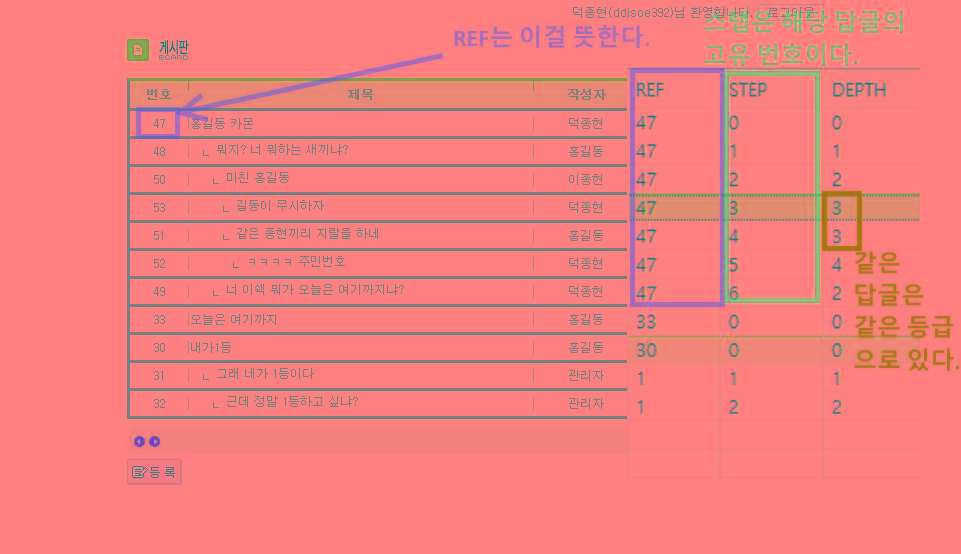 덕종현(ddisoe392)님 환영합니다. 로그아웃
스텝은 해당 답글의
고유 번호이다.
REF는 이걸 뜻한다.
게시판
BOARD
번호 제목 작성자 REF STEP DEPTH
47 홍길동 카몬 덕종현 47 0 0
48 ㄴ 뭐지? 너 뭐하는 새끼냐? 홍길동 47 1 1
50 ㄴ 미친 홍길동 이종현 47 2 2
53 ㄴ 길동이 무시하자 덕종현 47 3 3
51 ㄴ 같은 종현끼리 지랄을 하네 홍길동 47 4 3
52 ㄴ ㅋㅋㅋㅋ 주민번호 덕종현 47 5 4
49 ㄴ 너 이쉑 뭐가 오늘은 여기까지냐? 덕종현 47 6 2
33 오늘은 여기까지 홍길동 33 0 0
30 내가1등 홍길동 30 0 0
31 ㄴ 그래 네가 1등이다 관리자 1 1 1
32 ㄴ 근데 정말 1등하고 싶냐? 관리자 1 2 2
같은
답글은
같은 등급
으로 있다.
등록